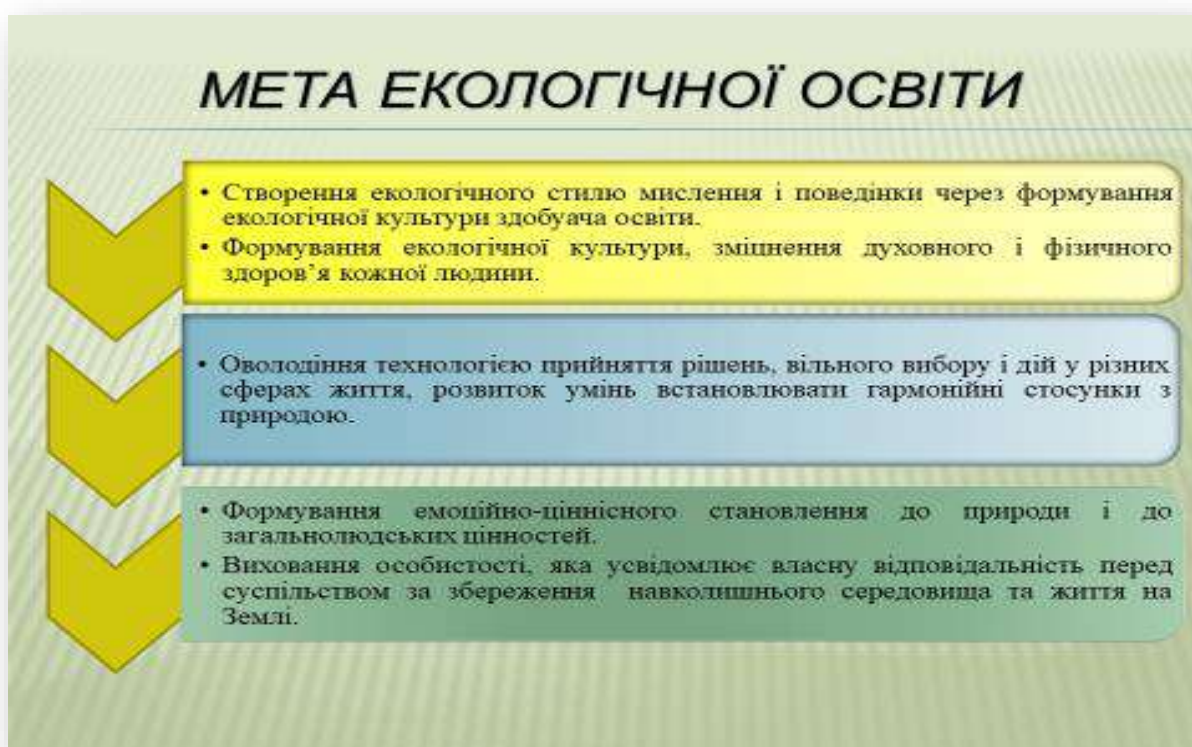 МЕТА ЕКОЛОГІЧНОЇ ОСВІТИ
• Створення екологічного стилю мислення і поведінки через формування
екологічної культури здобуача освіти.
• Формування екологічної культури, зміцнення духовного і фізичного
здоров’я кожної людини.
• Оволодіння технологією прийняття рішень, вільного вибору і дій у різних
сферах життя, розвиток умінь встановлювати гармонійні стосунки з
природою.
• Формування емоційно-ціннісного становлення до природи і до
загальнолюдських цінностей.
• Виховання особистості, яка усвідомлює власну відповідальність перед
суспільством за збереження навколишнього середовища та життя на
Землі.